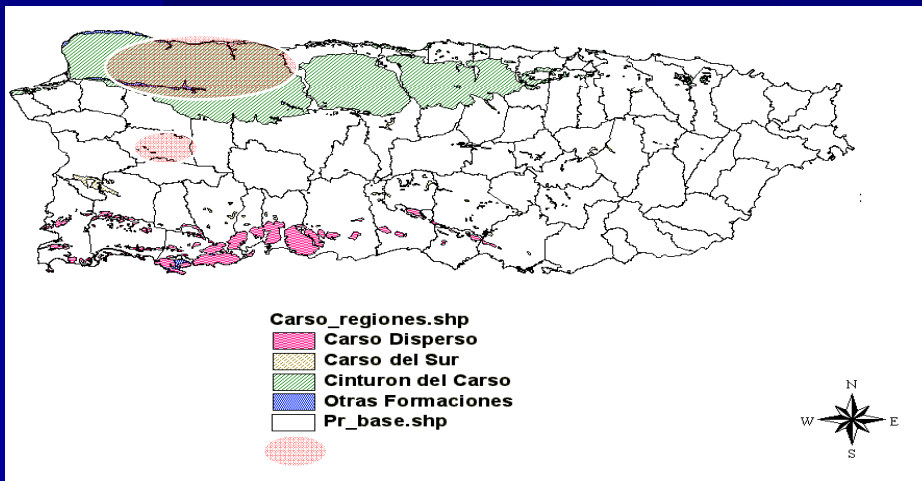 Carso_regiones.shp
Carso Disperso
Carso del Sur
Cinturon del Carso
Otras Formaciones
Pr_base.shp
N
W E
S